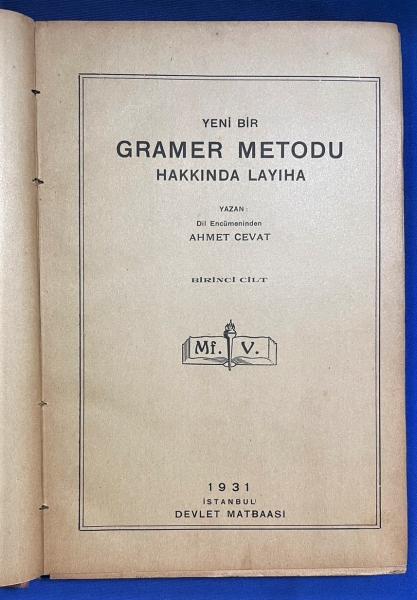 YENİ BİR
GRAMER METODU
HAKKINDA LAYIHA
YAZAN :
Dil Encümeninden
AHMET CEVAT
BİRİNCİ CİLT
Mf. V.
1931
İSTANBUL
DEVLET MATBAASI